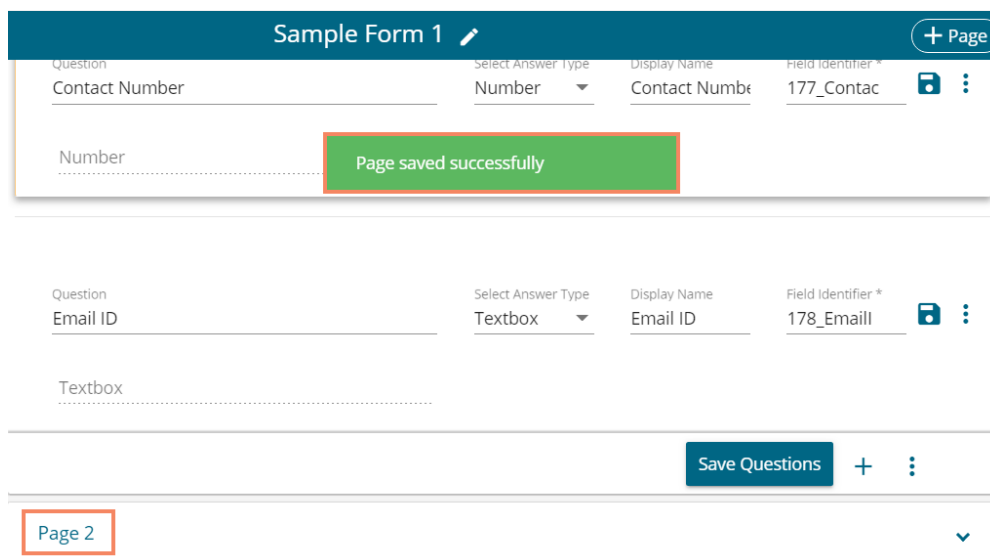 Sample Form 1
+ Page
Question Select Answer Type Display Name Field Identifier *
Contact Number Number Contact Numbe 177_Contac
Number
Page saved successfully
Question Select Answer Type Display Name Field Identifier *
Email ID Textbox Email ID 178_EmailI
Textbox
Save Questions +
Page 2